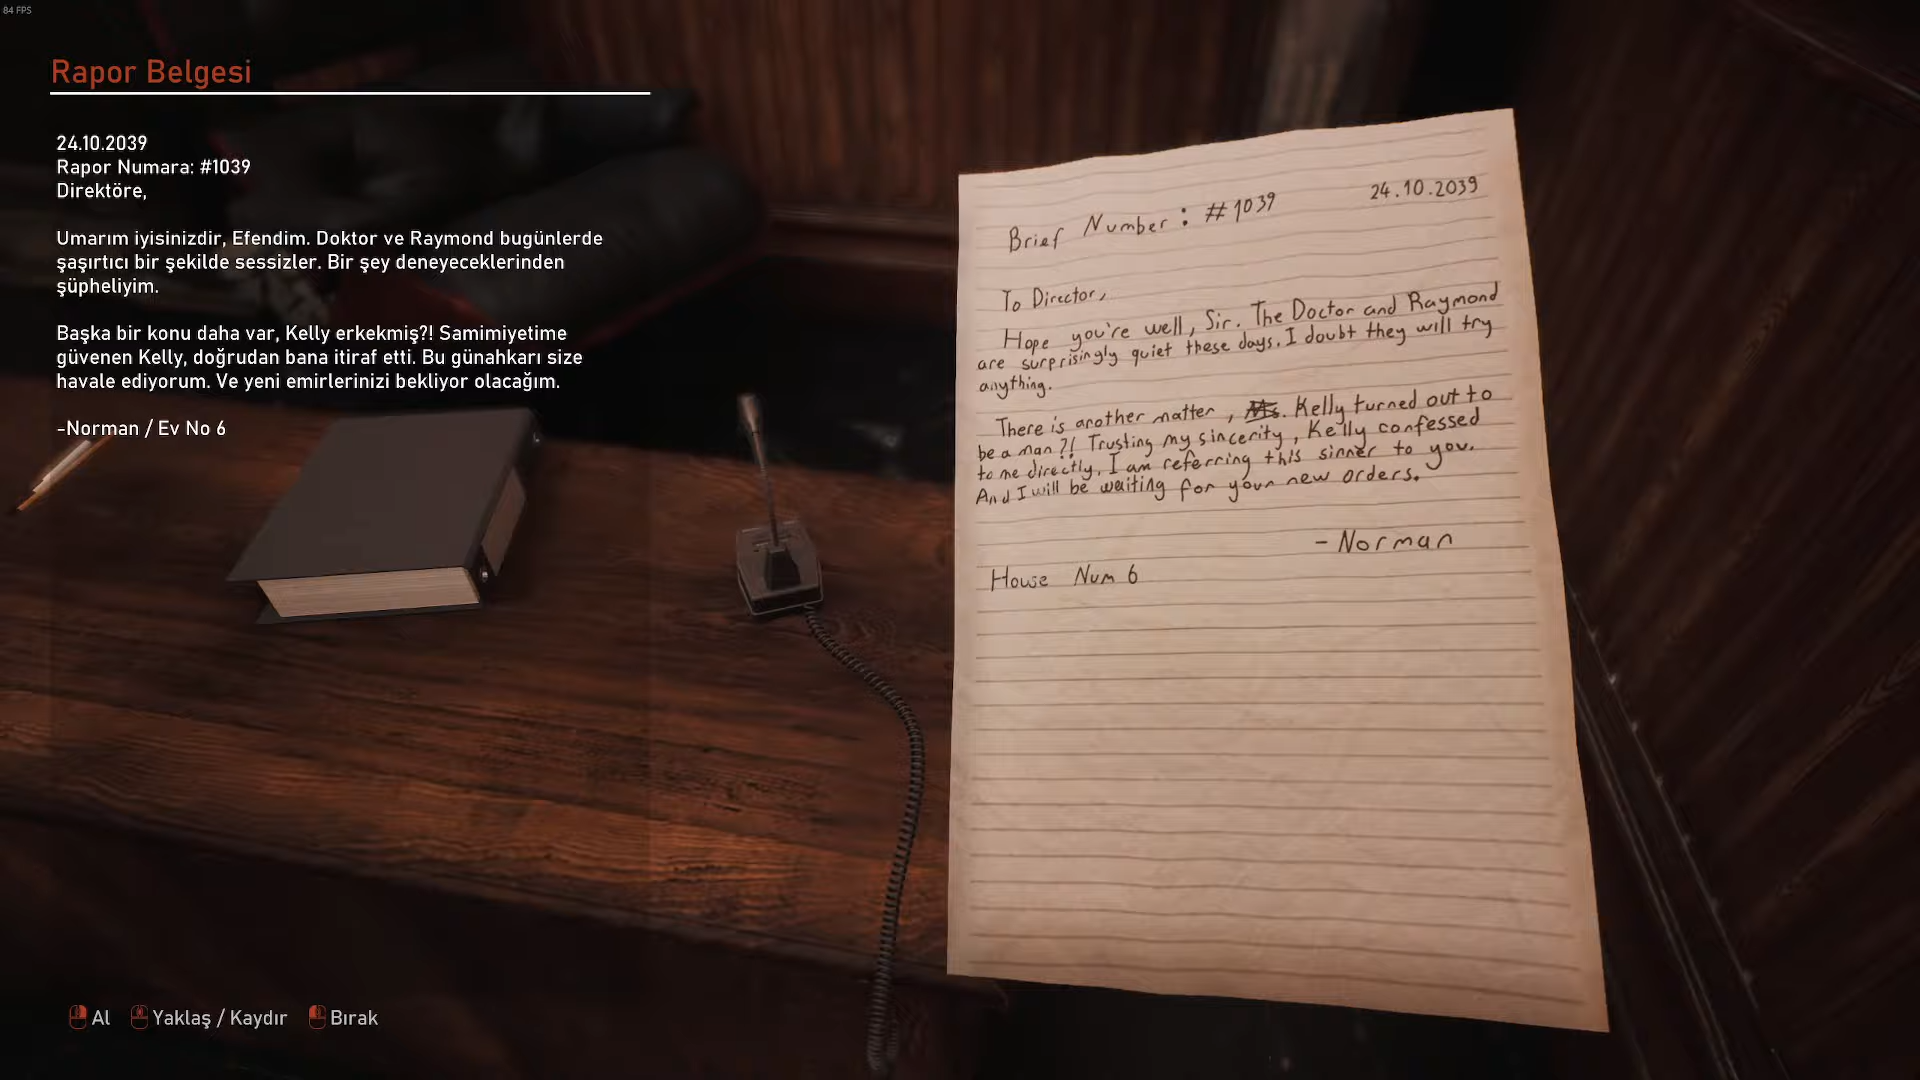 84 FPS
Rapor Belgesi
24.10.2039
Rapor Numara: #1039
Direktöre,
Umarım iyisinizdir, Efendim. Doktor ve Raymond bugünlerde
şaşırtıcı bir şekilde sessizler. Bir şey deneyeceklerinden
şüpheliyim.
Başka bir konu daha var, Kelly erkekmiş?! Samimiyetime
güvenen Kelly, doğrudan bana itiraf etti. Bu günahkarı size
havale ediyorum. Ve yeni emirlerinizi bekliyor olacağım.
-Norman / Ev No 6
Al Yaklaş / Kaydır Bırak
24.10.2039
Brief Number: #1039
To Director,
Hope you're well, Sir. The Doctor and Raymond
are surprisingly quiet these days. I doubt they will try
anything.
There is another matter, Ms. Kelly turned out to
be a man?! Trusting my sincerity, Kelly confessed
to me directly. I am referring this sinner to you.
And I will be waiting for your new orders.
- Norman
House Num 6